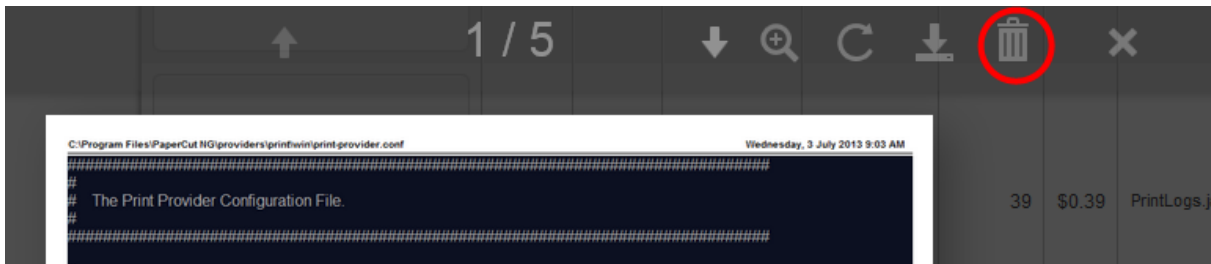 1 / 5
C:\Program Files\PaperCut NG\providers\print\win\print-provider.conf Wednesday, 3 July 2013 9:03 AM
##############################################################################
#
# The Print Provider Configuration File.
#
##############################################################################
39 $0.39 PrintLogs.j